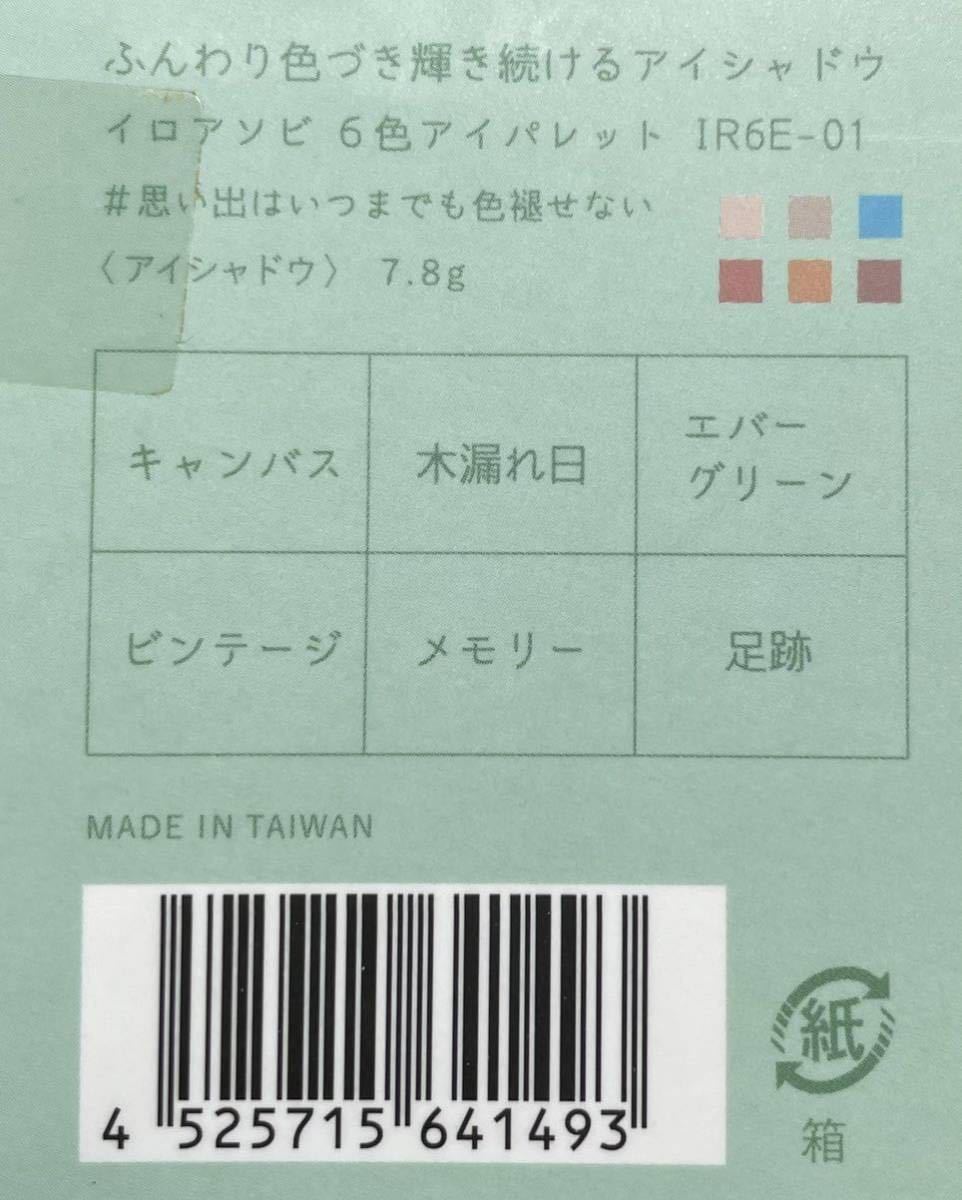 ふんわり色づき輝き続けるアイシャドウ
イロアソビ 6色アイパレット IR6E-01
#思い出はいつまでも色褪せない
〈アイシャドウ〉 7.8g
キャンバス
木漏れ日
エバー
グリーン
ビンテージ
メモリー
足跡
MADE IN TAIWAN
4 525715 641493
紙
箱